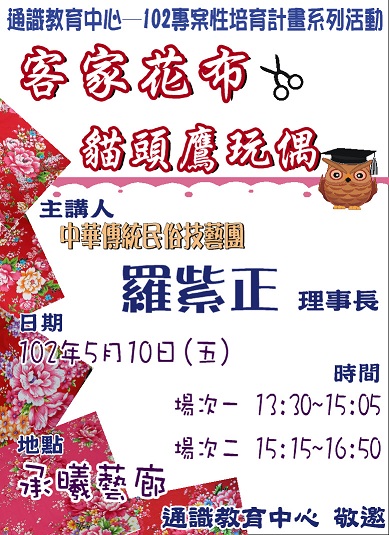 通識教育中心─102專案性培育計畫系列活動
客家花布
貓頭鷹玩偶
主講人
中華傳統民俗技藝團
羅紫正 理事長
日期
102年5月10日(五)
時間
場次一 13:30~15:05
場次二 15:15~16:50
地點
承曦藝廊
通識教育中心 敬邀